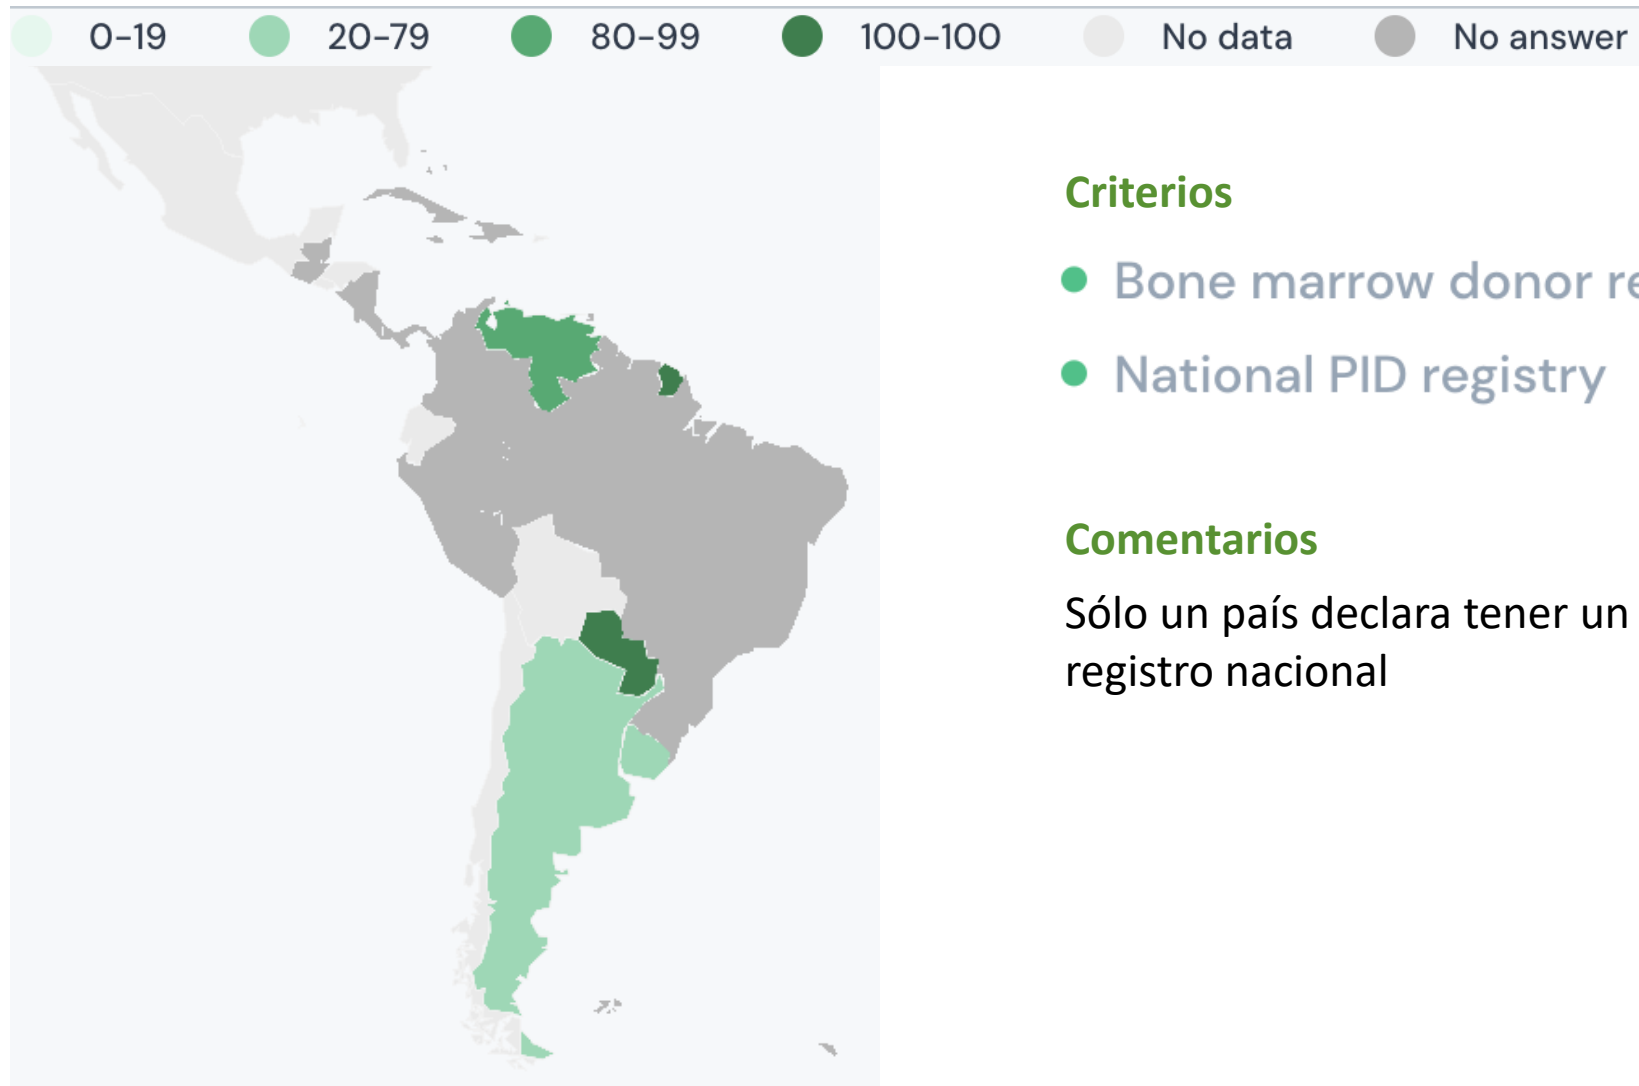 0-19 20-79 80-99 100-100 No data No answer
Criterios
Bone marrow donor re
National PID registry
Comentarios
Sólo un país declara tener un
registro nacional